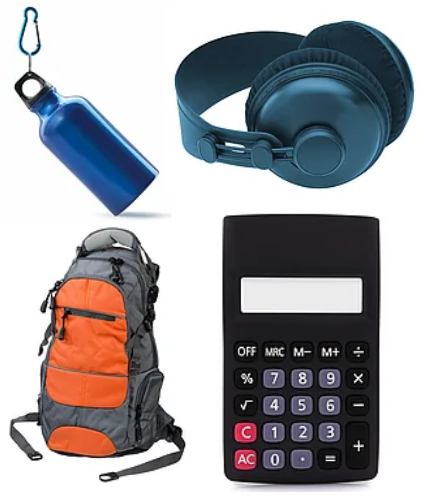 OFF MRC M− M+ ÷
% 7 8 9 ×
√ 4 5 6 −
C 1 2 3 +
AC 0 · =